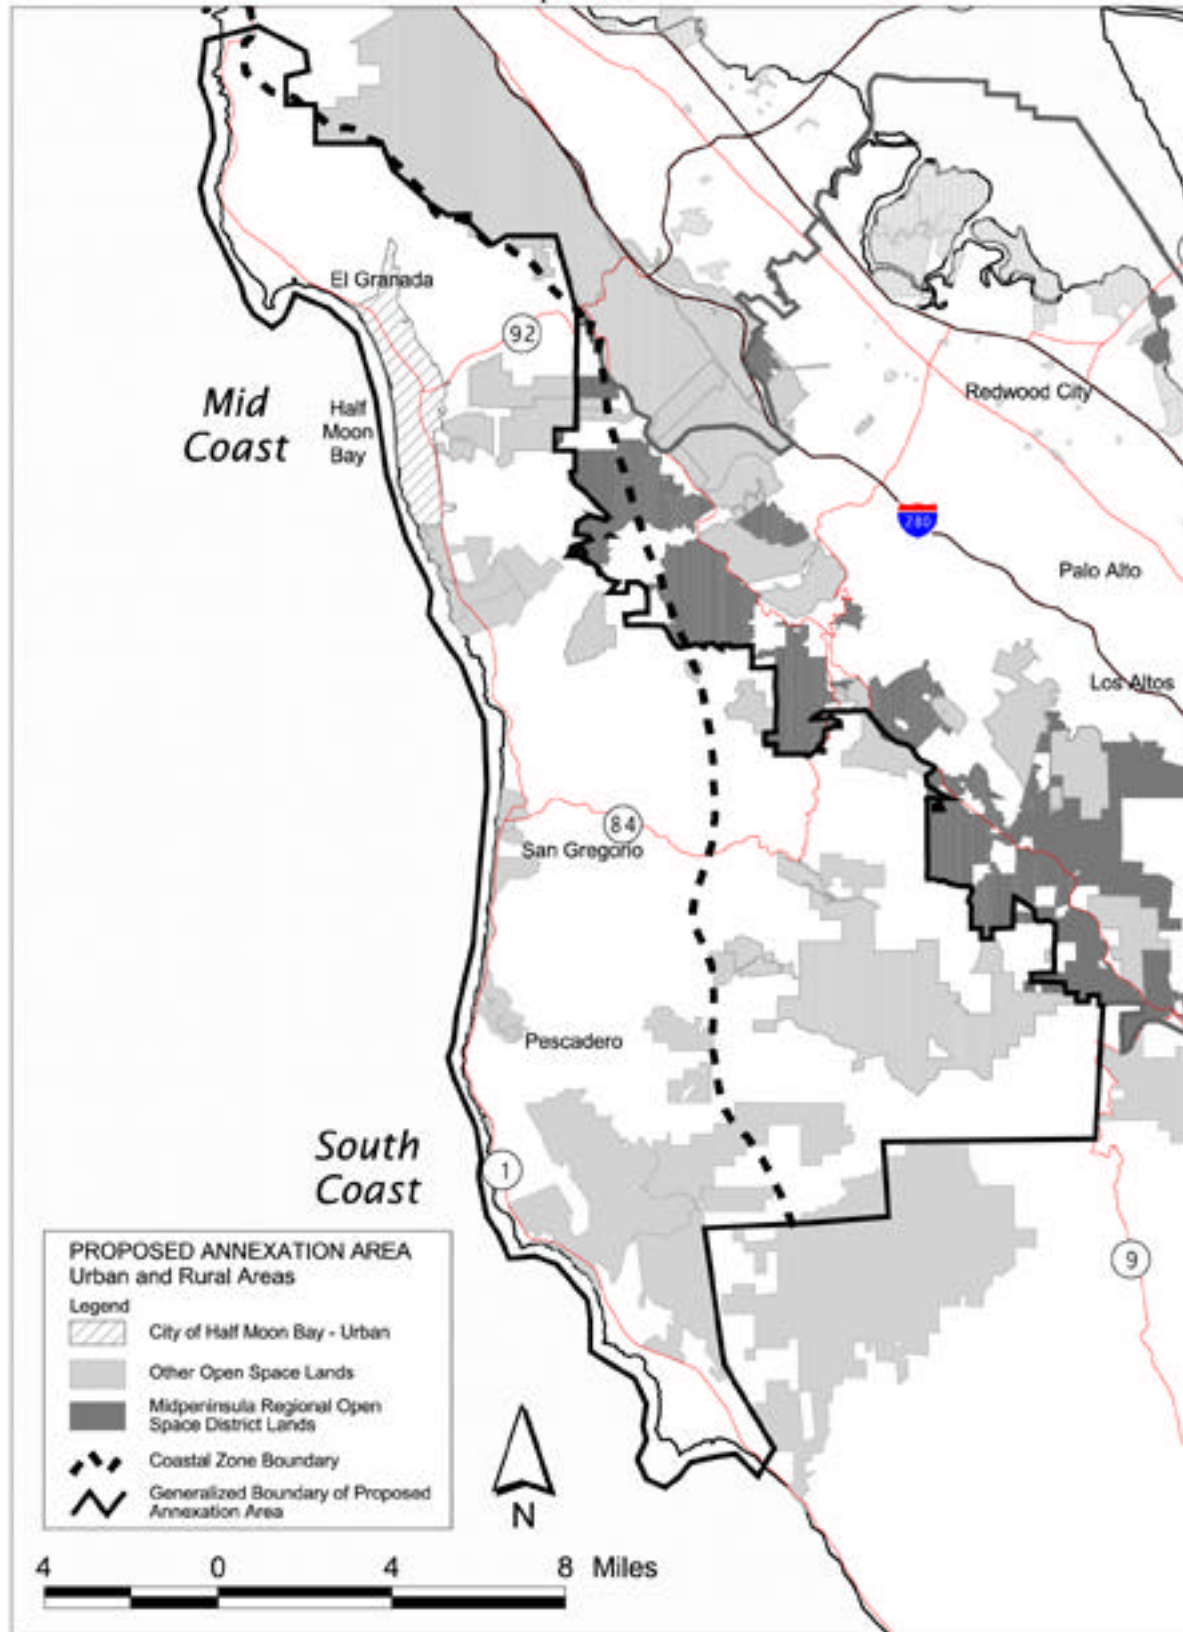 El Granada
92
Mid
Coast
Half
Moon
Bay
Redwood City
280
Palo Alto
Los Altos
84
San Gregorio
Pescadero
South
Coast
1
9
PROPOSED ANNEXATION AREA
Urban and Rural Areas
Legend
City of Half Moon Bay - Urban
Other Open Space Lands
Midpeninsula Regional Open
Space District Lands
Coastal Zone Boundary
Generalized Boundary of Proposed
Annexation Area
N
4 0 4 8 Miles